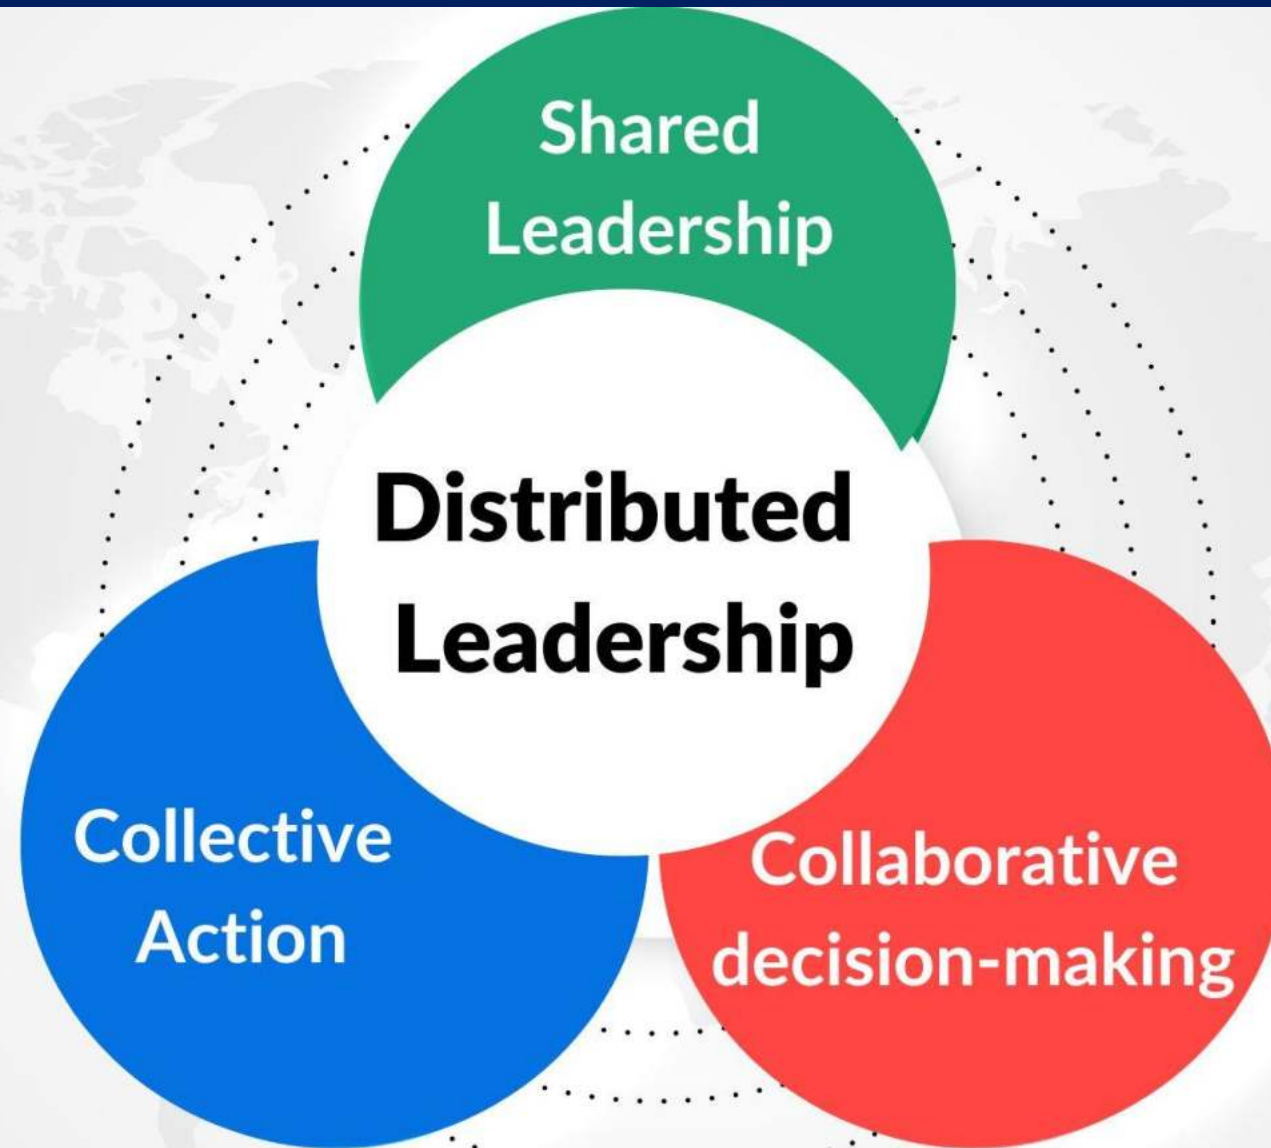 Shared
Leadership
Distributed
Leadership
Collective
Action
Collaborative
decision-making